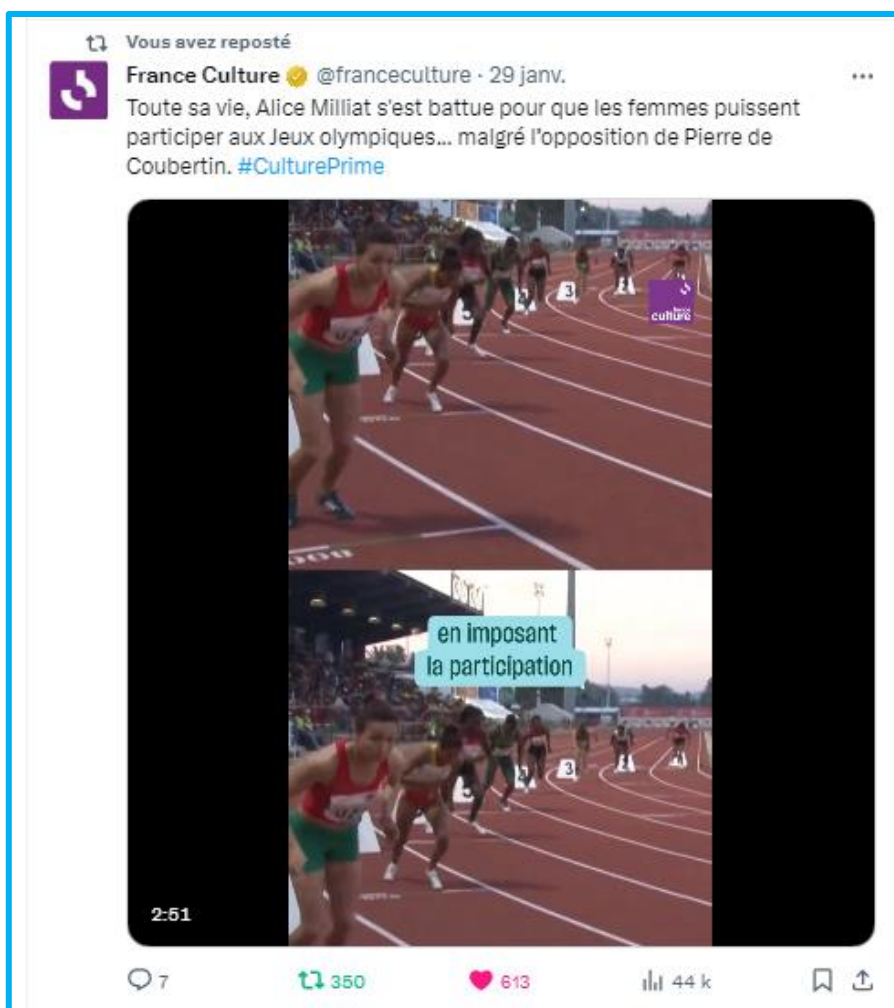 Vous avez reposté
France Culture @franceculture · 29 janv.
Toute sa vie, Alice Milliat s'est battue pour que les femmes puissent
participer aux Jeux olympiques... malgré l'opposition de Pierre de
Coubertin. #CulturePrime
3
france
culture
en imposant
la participation
3
2:51
7
350
613
44 k